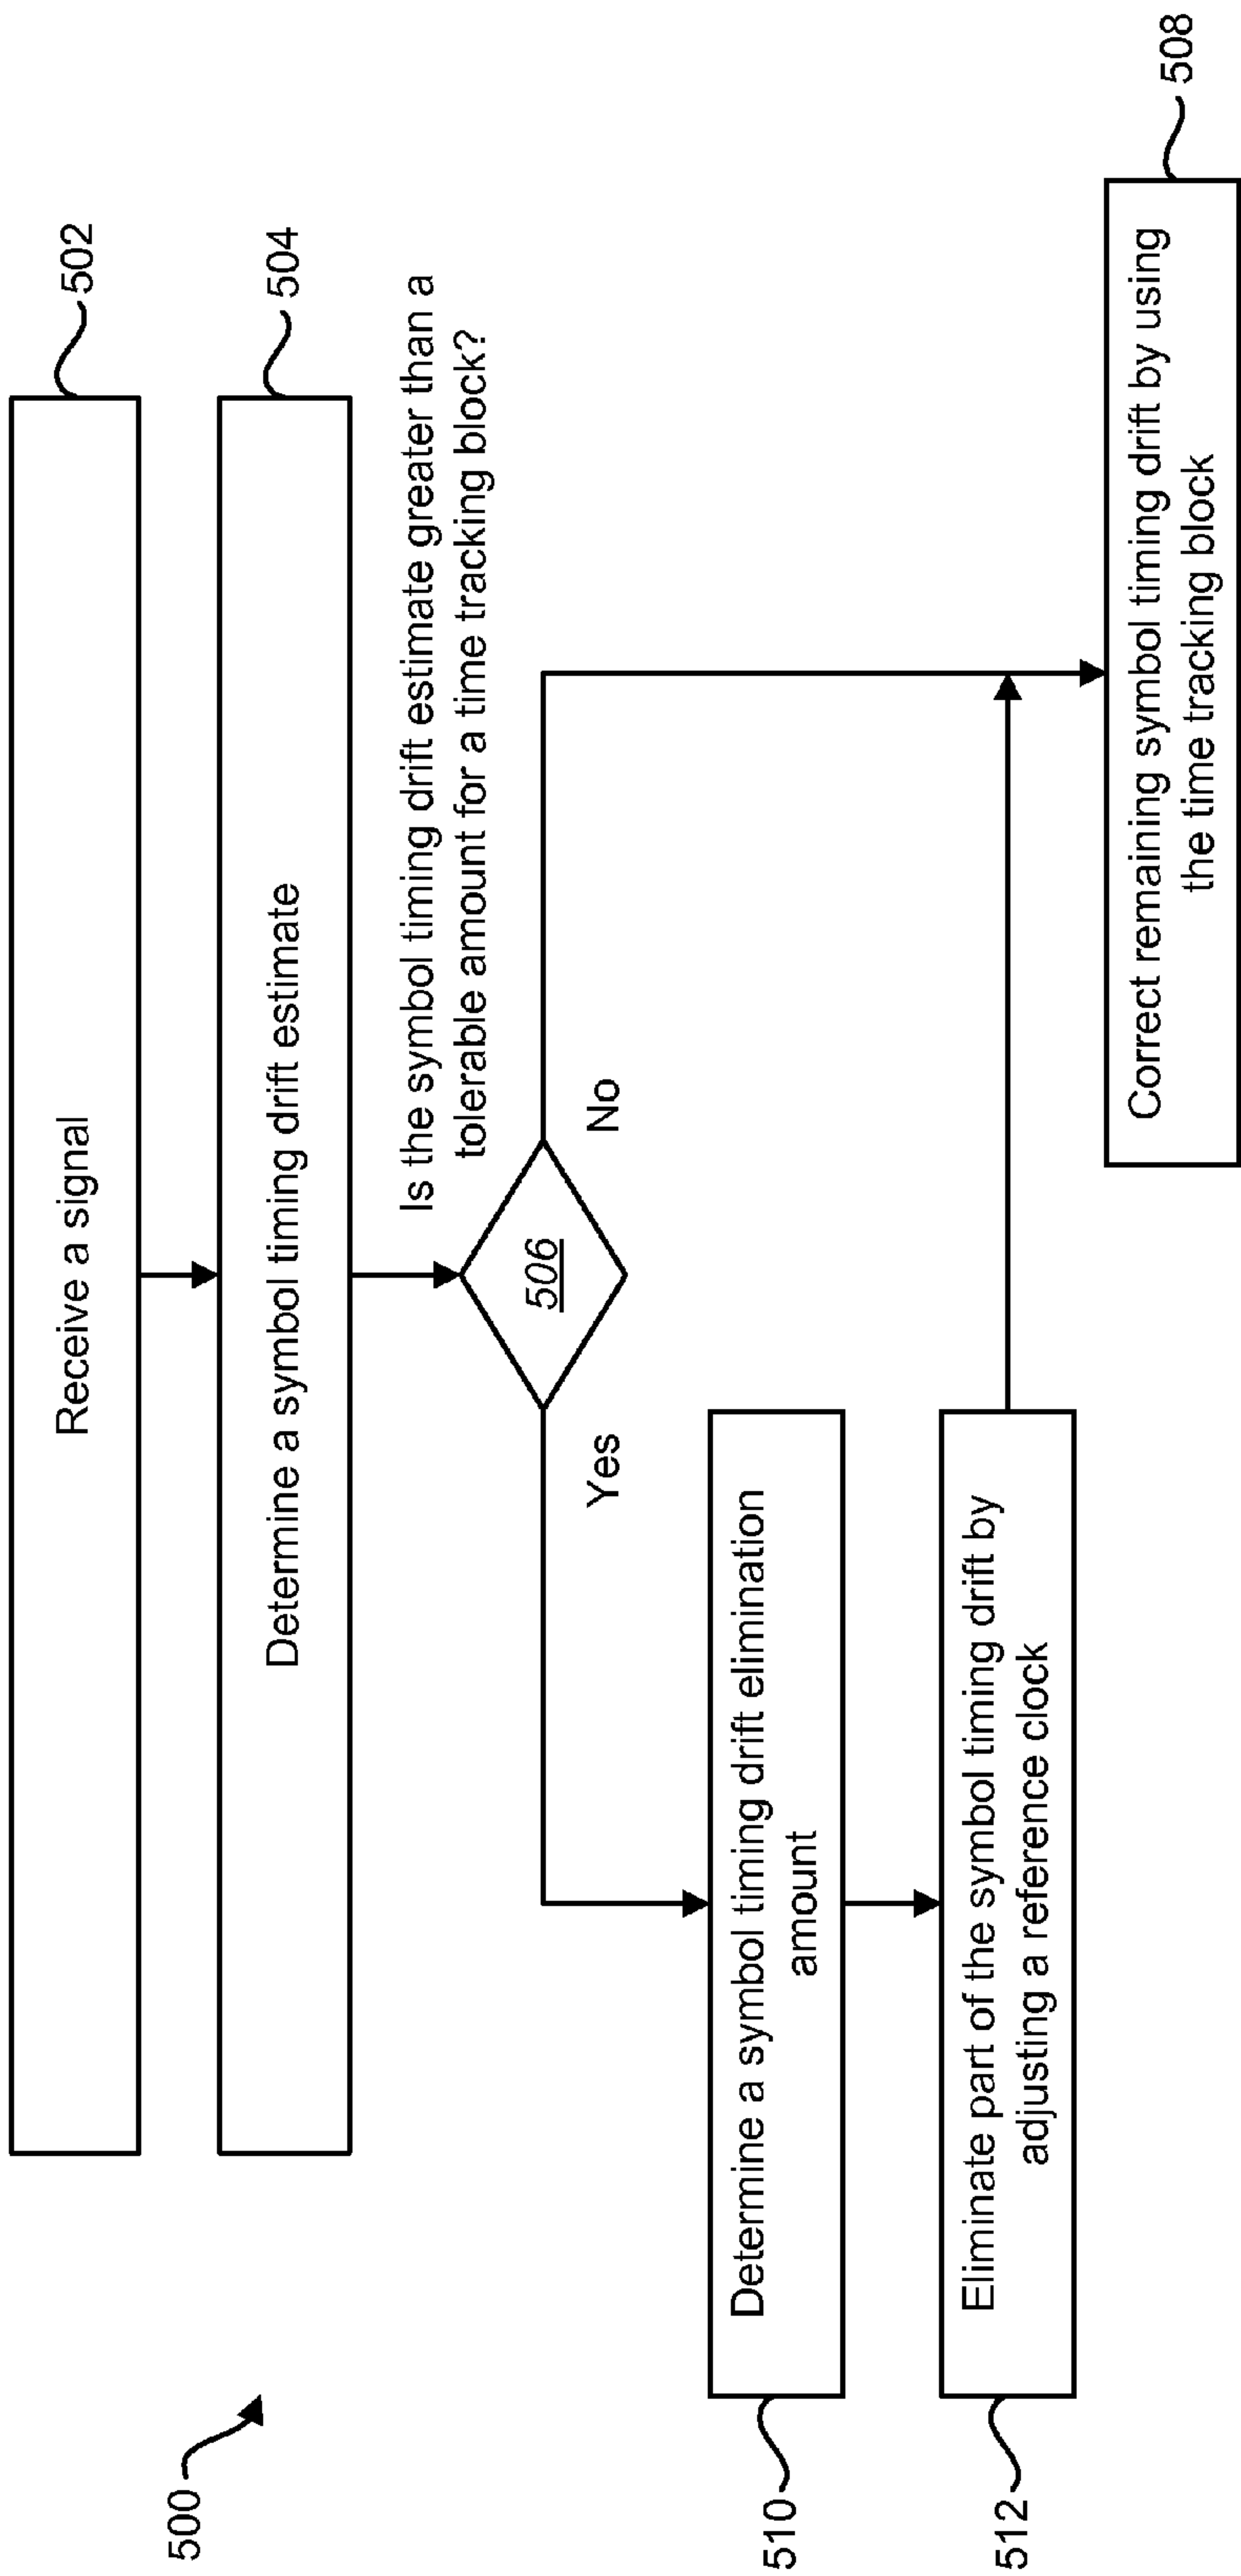 500
Receive a signal
502
Determine a symbol timing drift estimate
504
Is the symbol timing drift estimate greater than a
tolerable amount for a time tracking block?
506
Yes
No
Determine a symbol timing drift elimination
amount
510
Eliminate part of the symbol timing drift by
adjusting a reference clock
512
Correct remaining symbol timing drift by using
the time tracking block
508